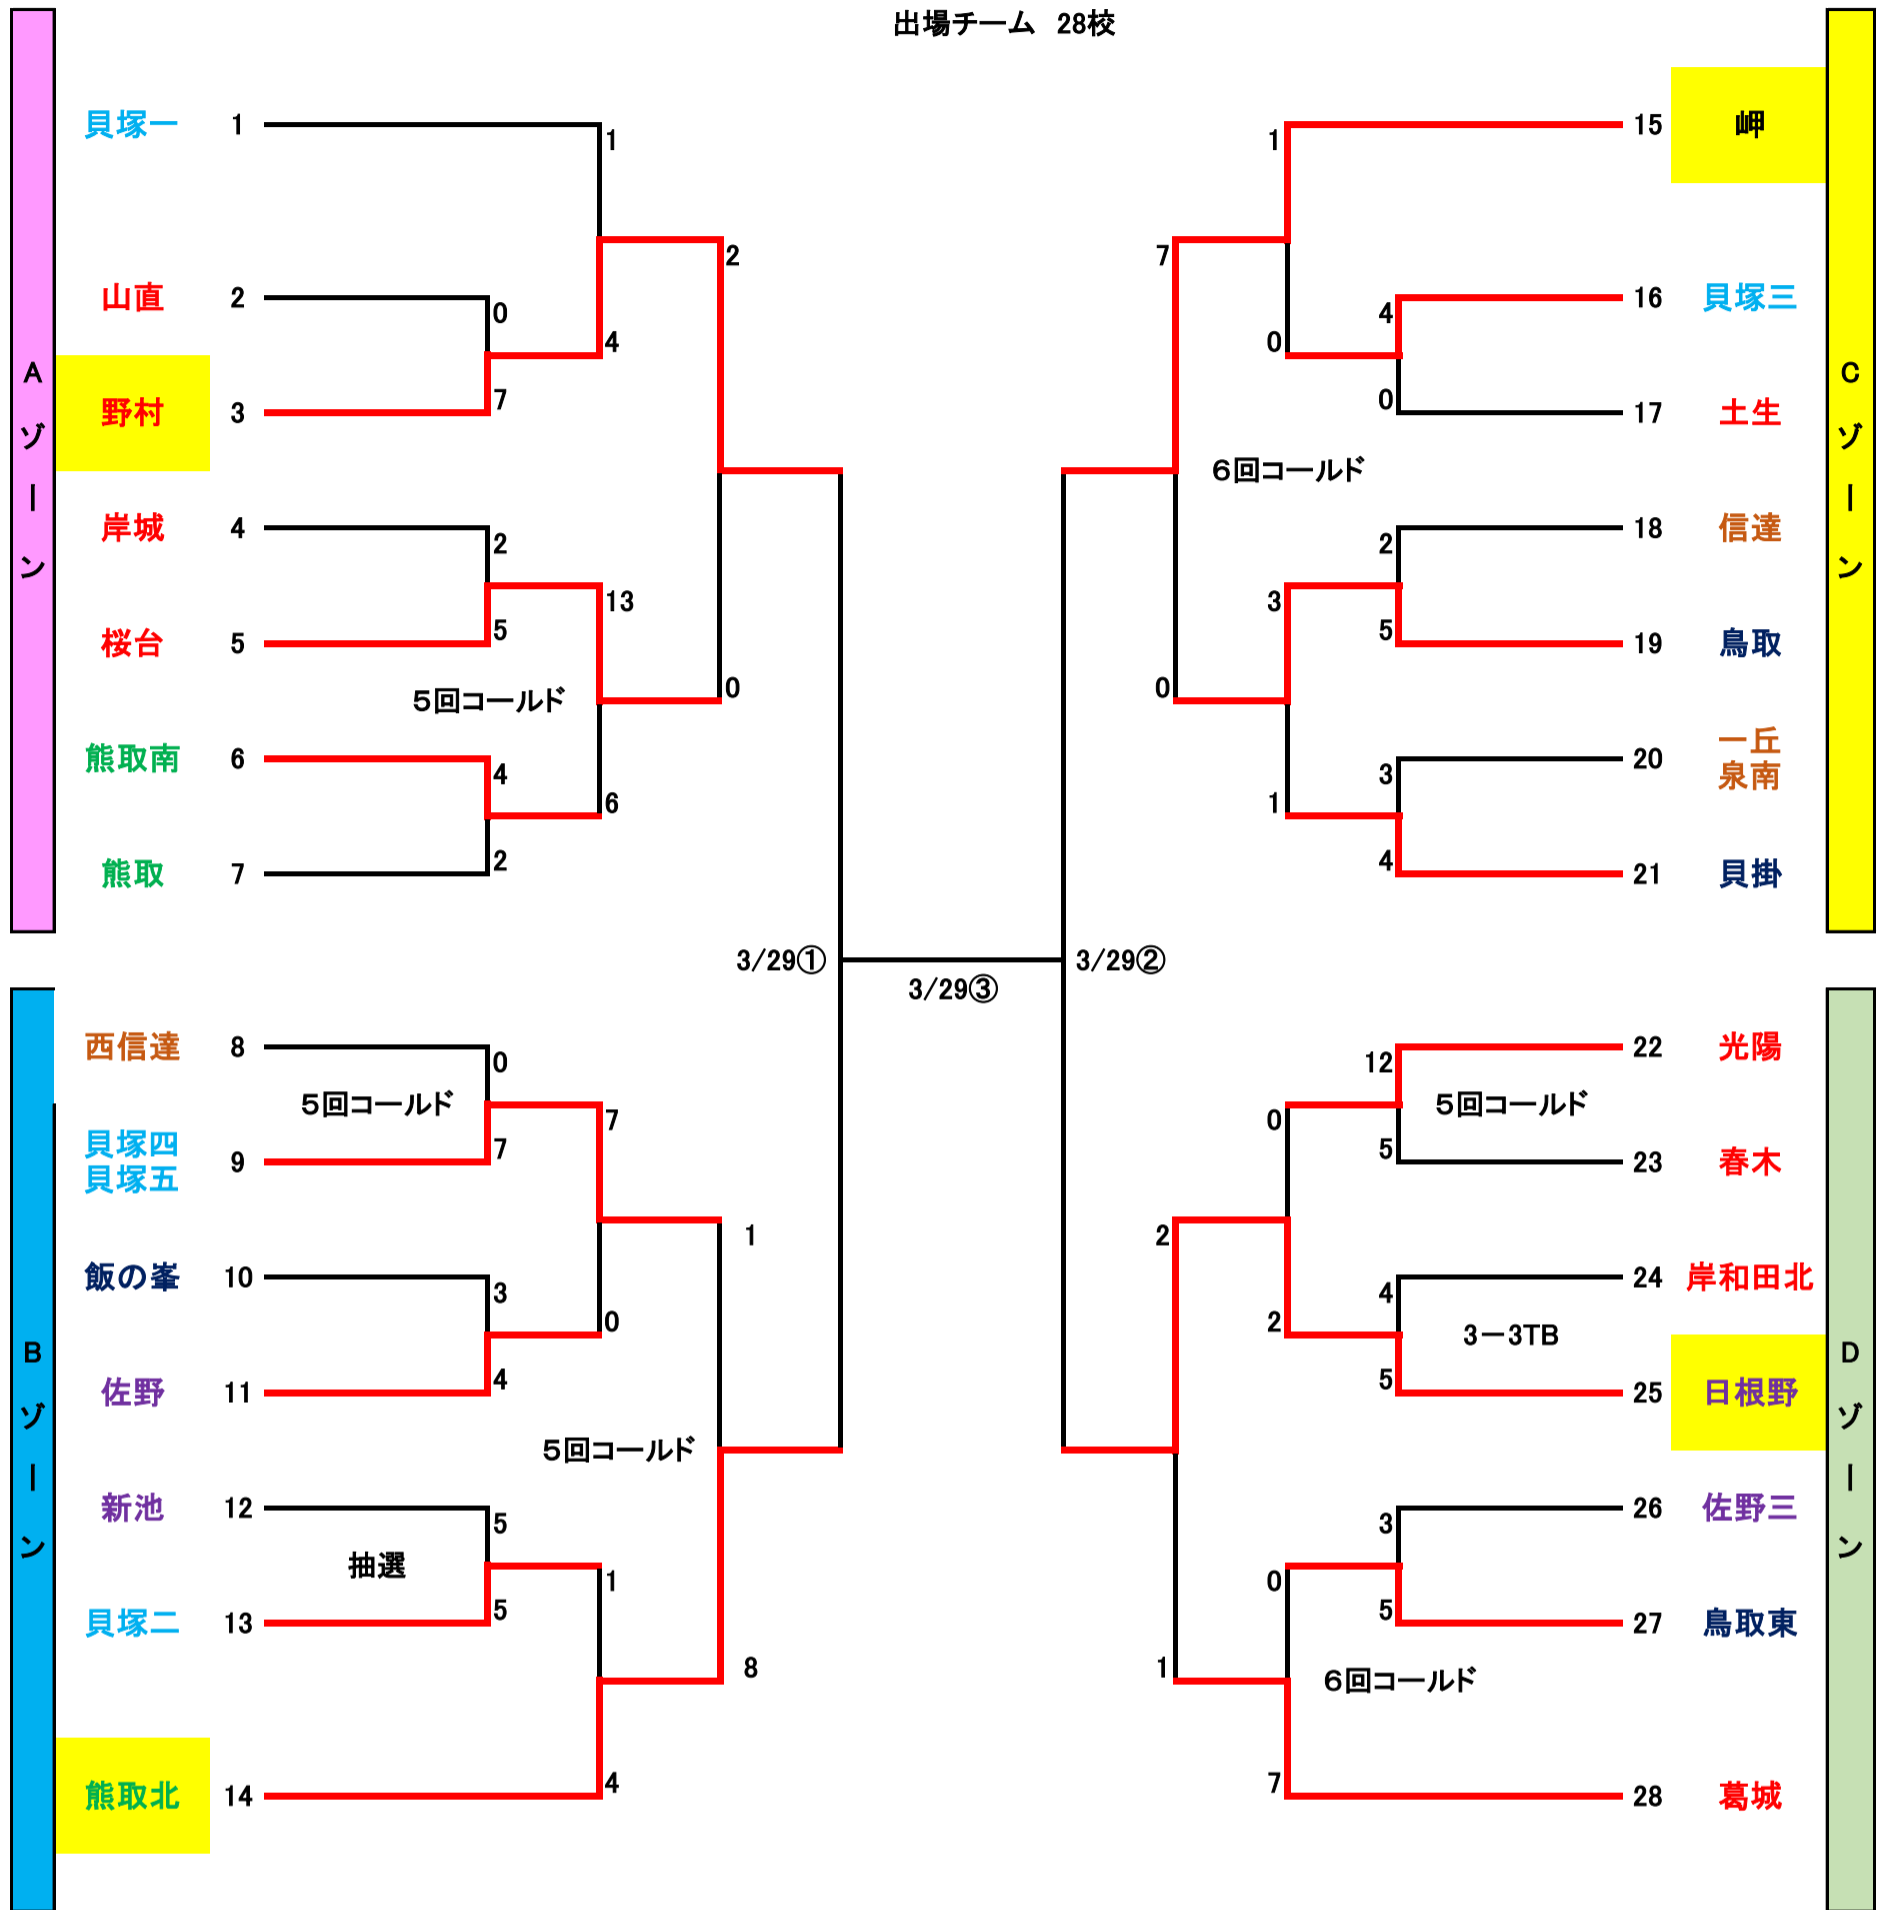 出場チーム 28校
Aゾーン
貝塚一 1
1
山直 2
0
2
4
野村 3
7
岸城 4
2
13
桜台 5
5
5回コールド
0
熊取南 6
4
6
熊取 7
2
Cゾーン
1
15 岬
7
4
16 貝塚三
0
0
17 土生
6回コールド
2
18 信達
3
5
19 鳥取
0
3
20 一丘
泉南
1
4
21 貝掛
3/29①
3/29②
3/29③
Bゾーン
西信達 8
0
5回コールド
7
貝塚四
貝塚五 9
7
1
飯の峯 10
3
0
佐野 11
4
5回コールド
新池 12
5
抽選
1
貝塚二 13
5
8
熊取北 14
4
Dゾーン
12
22 光陽
5回コールド
0
5
23 春木
2
4
24 岸和田北
3−3TB
2
5
25 日根野
3
26 佐野三
0
5
27 鳥取東
1
6回コールド
7
28 葛城